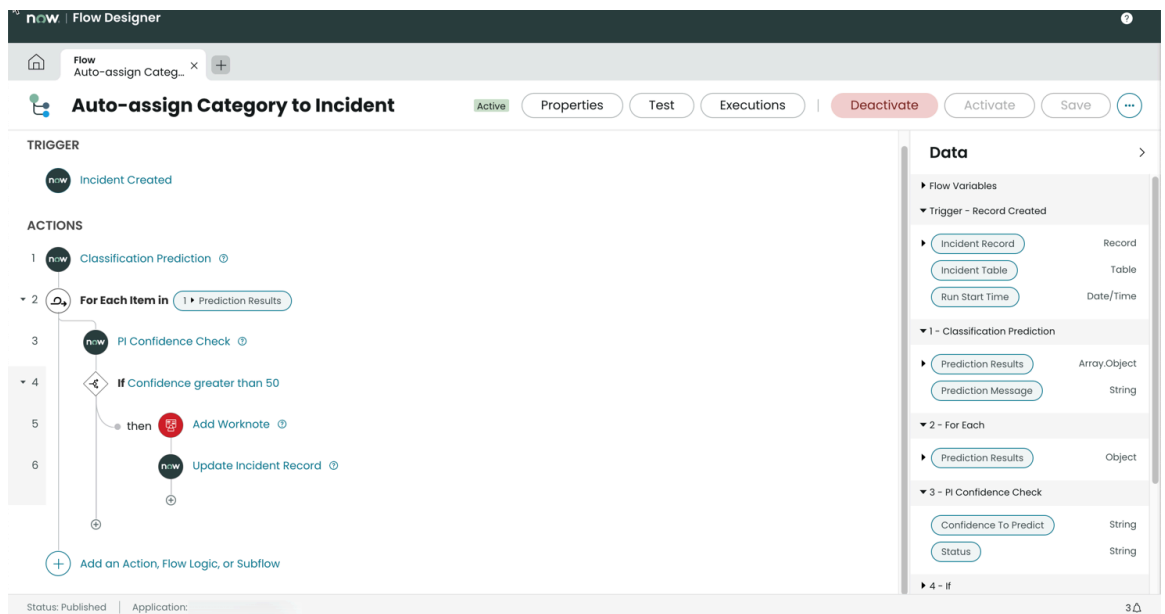 now. | Flow Designer
?
Flow
Auto-assign Categ... × +
Auto-assign Category to Incident Active Properties Test Executions | Deactivate Activate Save ...
TRIGGER
now Incident Created
ACTIONS
1 now Classification Prediction ?
2 For Each Item in 1 ▸ Prediction Results
3 now PI Confidence Check ?
4 If Confidence greater than 50
5 then Add Worknote ?
6 now Update Incident Record ?
+ Add an Action, Flow Logic, or Subflow
Data
Flow Variables
Trigger - Record Created
Incident Record Record
Incident Table Table
Run Start Time Date/Time
1 - Classification Prediction
Prediction Results Array.Object
Prediction Message String
2 - For Each
Prediction Results Object
3 - PI Confidence Check
Confidence To Predict String
Status String
4 - If
Status: Published | Application:
3